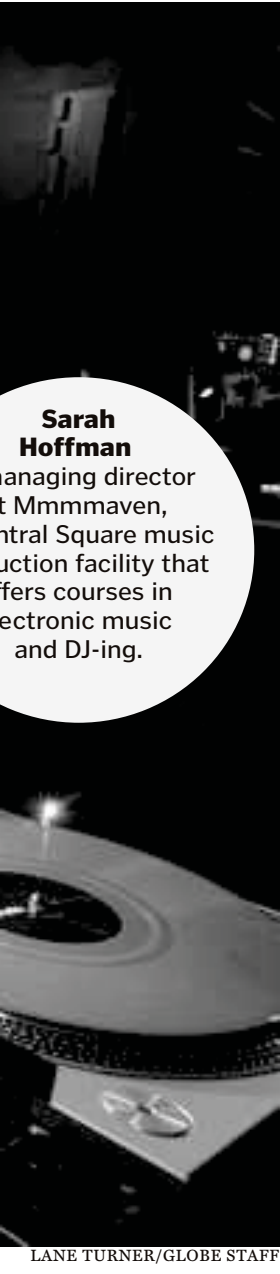 Sarah
Hoffman
anaging director
t Mmmmaven,
ntral Square music
uction facility that
ffers courses in
ectronic music
and DJ-ing.
LANE TURNER/GLOBE STAFF